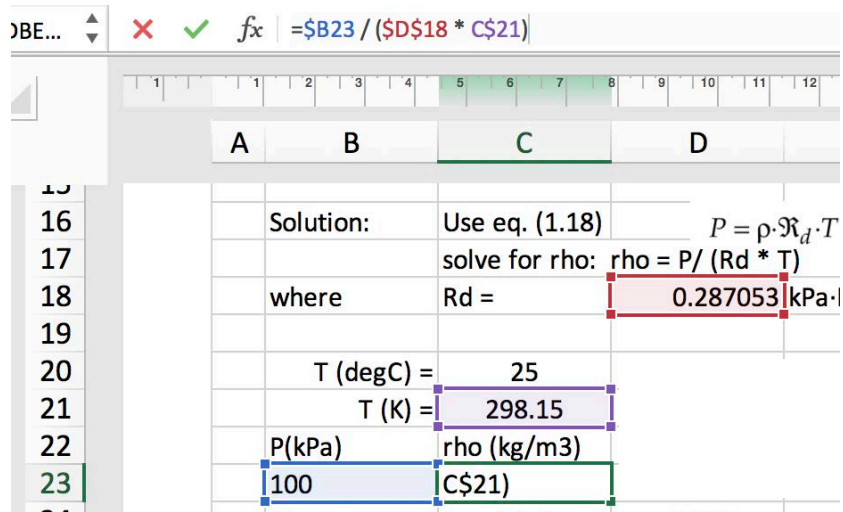 OBE... fx =$B23 / ($D$18 * C$21)
1 1 2 3 4 5 6 7 8 9 10 11 12
A B C D
15
16 Solution: Use eq. (1.18) P = ρ·ℜd·T
17 solve for rho: rho = P/ (Rd * T)
18 where Rd = 0.287053 kPa·
19
20 T (degC) = 25
21 T (K) = 298.15
22 P(kPa) rho (kg/m3)
23 100 C$21)